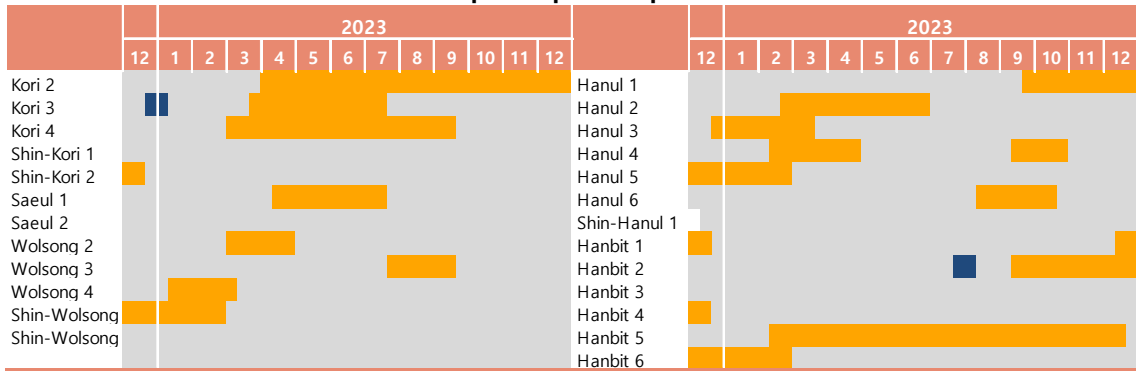 2023 2023
12 1 2 3 4 5 6 7 8 9 10 11 12 12 1 2 3 4 5 6 7 8 9 10 11 12
Kori 2 Hanul 1
Kori 3 Hanul 2
Kori 4 Hanul 3
Shin-Kori 1 Hanul 4
Shin-Kori 2 Hanul 5
Saeul 1 Hanul 6
Saeul 2 Shin-Hanul 1
Wolsong 2 Hanbit 1
Wolsong 3 Hanbit 2
Wolsong 4 Hanbit 3
Shin-Wolsong Hanbit 4
Shin-Wolsong Hanbit 5
Hanbit 6